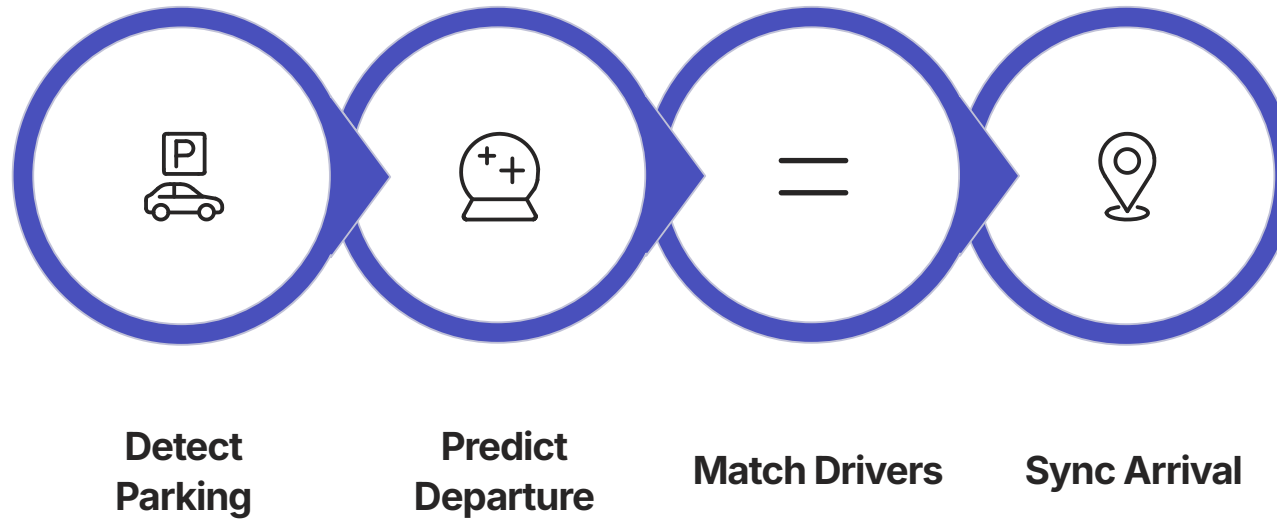 P
Detect
Parking
Predict
Departure
Match Drivers
Sync Arrival